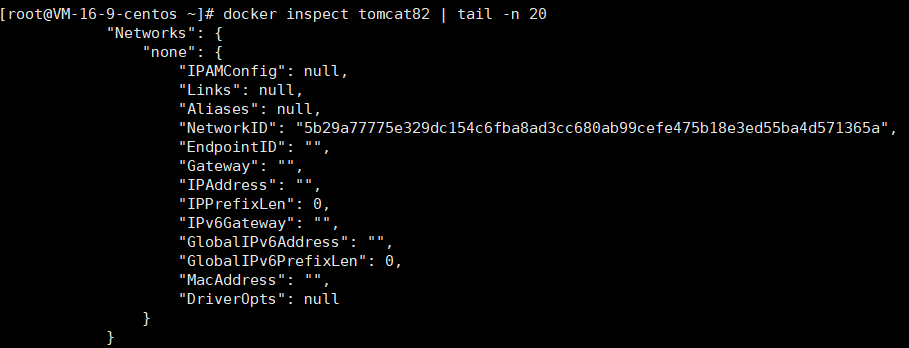 [root@VM-16-9-centos ~]# docker inspect tomcat82 | tail -n 20
            "Networks": {
                "none": {
                    "IPAMConfig": null,
                    "Links": null,
                    "Aliases": null,
                    "NetworkID": "5b29a77775e329dc154c6fba8ad3cc680ab99cefe475b18e3ed55ba4d571365a",
                    "EndpointID": "",
                    "Gateway": "",
                    "IPAddress": "",
                    "IPPrefixLen": 0,
                    "IPv6Gateway": "",
                    "GlobalIPv6Address": "",
                    "GlobalIPv6PrefixLen": 0,
                    "MacAddress": "",
                    "DriverOpts": null
                }
            }